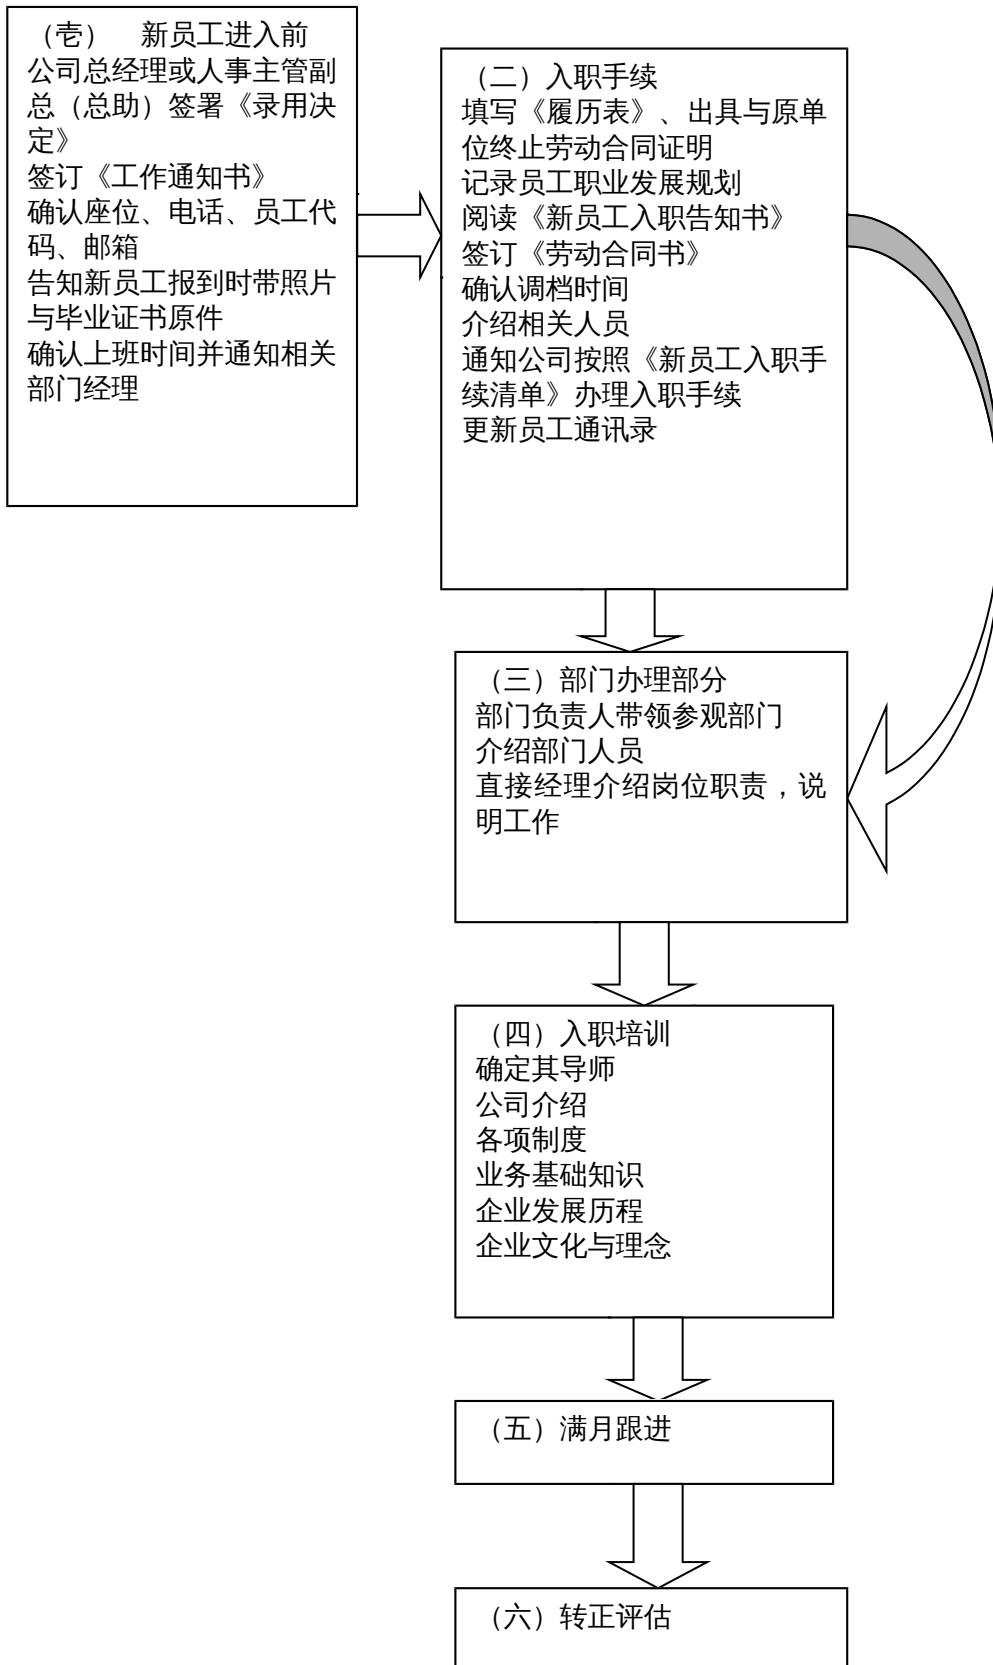 （壱）　新员工进入前
公司总经理或人事主管副
总（总助）签署《录用决
定》
签订《工作通知书》
确认座位、电话、员工代
码、邮箱
告知新员工报到时带照片
与毕业证书原件
确认上班时间并通知相关
部门经理
（二）入职手续
填写《履历表》、出具与原单
位终止劳动合同证明
记录员工职业发展规划
阅读《新员工入职告知书》
签订《劳动合同书》
确认调档时间
介绍相关人员
通知公司按照《新员工入职手
续清单》办理入职手续
更新员工通讯录
（三）部门办理部分
部门负责人带领参观部门
介绍部门人员
直接经理介绍岗位职责，说
明工作
（四）入职培训
确定其导师
公司介绍
各项制度
业务基础知识
企业发展历程
企业文化与理念
（五）满月跟进
（六）转正评估